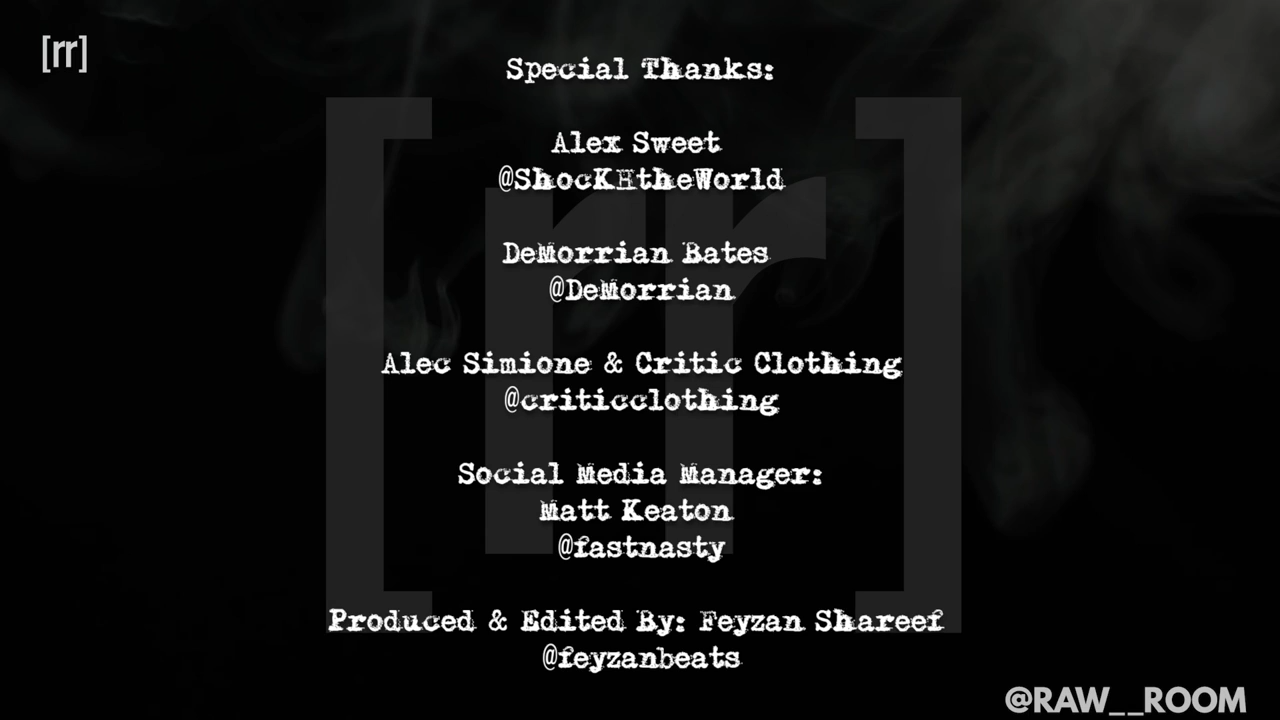 [rr]
Special Thanks:
Alex Sweet
@ShocKHtheWorld
DeMorrian Bates
@DeMorrian
Alec Simione & Critic Clothing
@criticclothing
Social Media Manager:
Matt Keaton
@fastnasty
Produced & Edited By: Feyzan Shareef
@feyzanbeats
[rr]
@RAW__ROOM